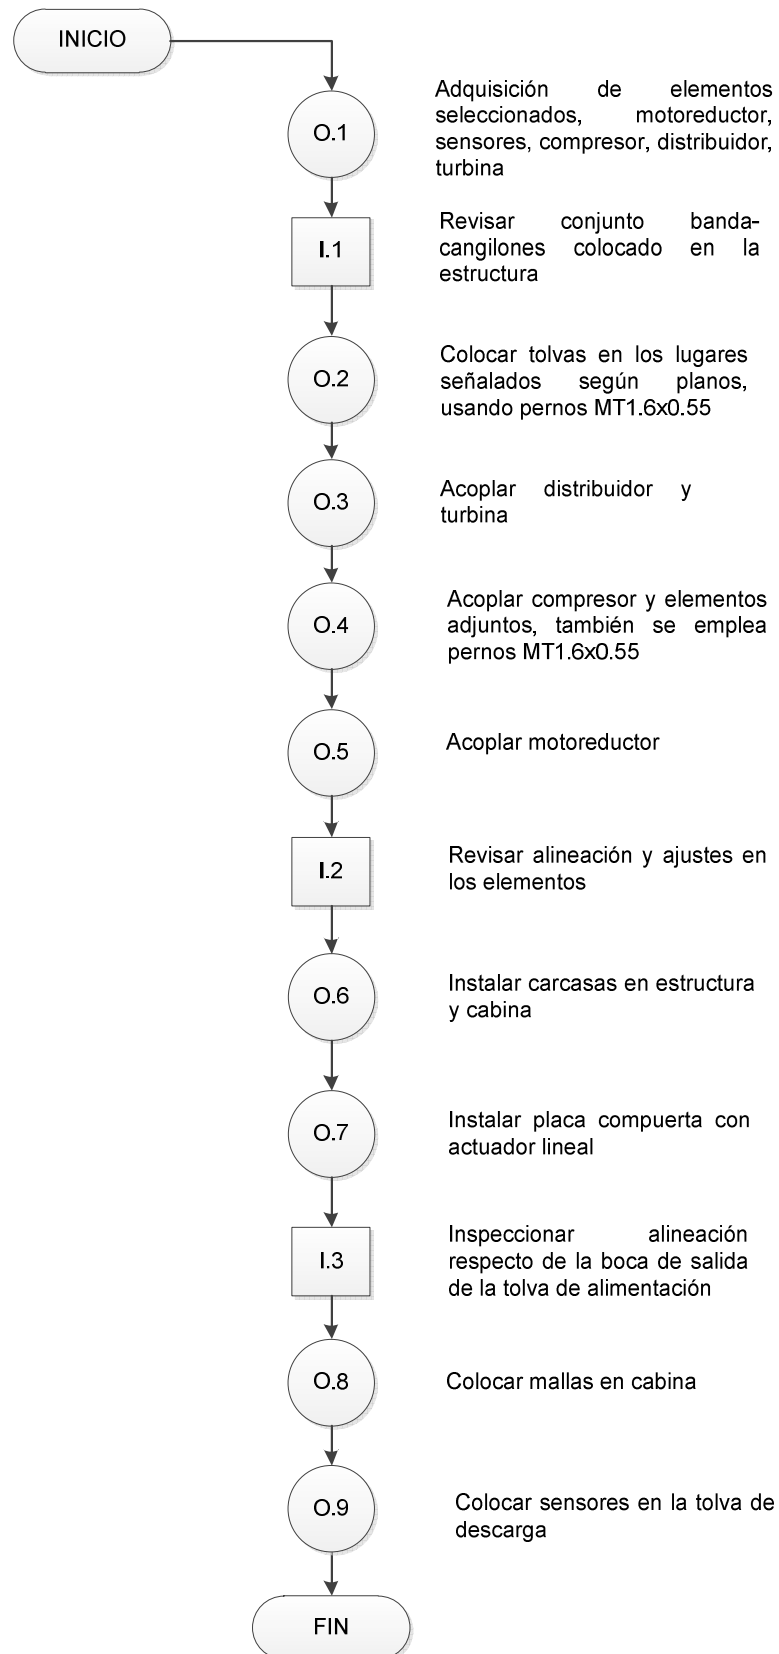 INICIO
O.1
Adquisición de elementos
seleccionados, motoreductor,
sensores, compresor, distribuidor,
turbina
I.1
Revisar conjunto banda-
cangilones colocado en la
estructura
O.2
Colocar tolvas en los lugares
señalados según planos,
usando pernos MT1.6x0.55
O.3
Acoplar distribuidor y
turbina
O.4
Acoplar compresor y elementos
adjuntos, también se emplea
pernos MT1.6x0.55
O.5
Acoplar motoreductor
I.2
Revisar alineación y ajustes en
los elementos
O.6
Instalar carcasas en estructura
y cabina
O.7
Instalar placa compuerta con
actuador lineal
I.3
Inspeccionar alineación
respecto de la boca de salida
de la tolva de alimentación
O.8
Colocar mallas en cabina
O.9
Colocar sensores en la tolva de
descarga
FIN